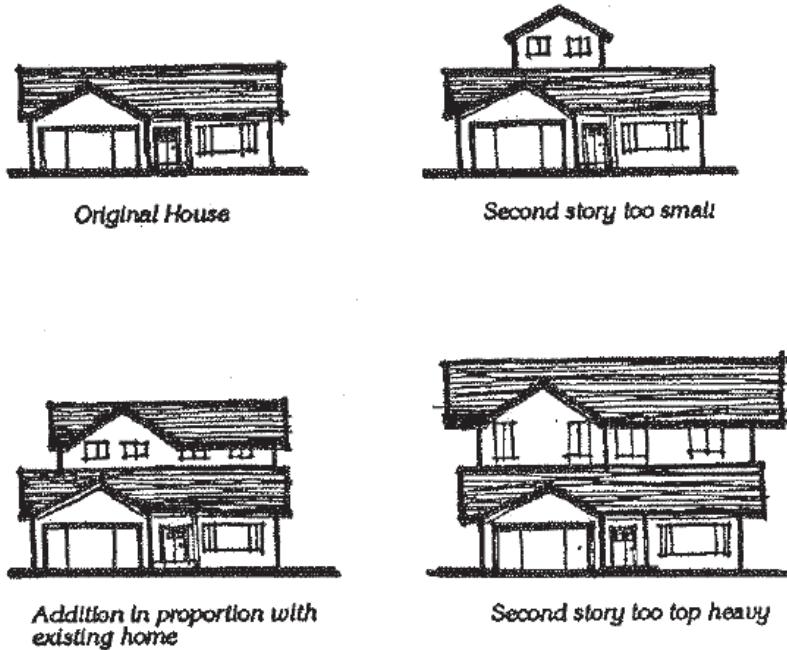 Original House
Second story too small
Addition in proportion with
existing home
Second story too top heavy